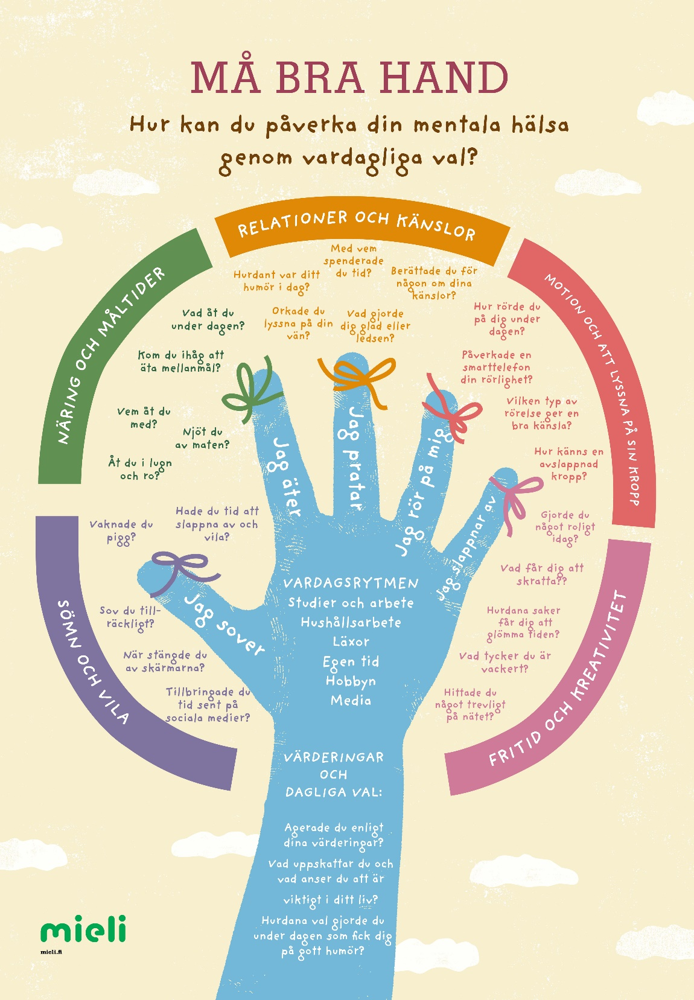 MÅ BRA HAND
Hur kan du påverka din mentala hälsa
genom vardagliga val?
RELATIONER OCH KÄNSLOR
Hurdant var ditt
humör i dag?
Med vem
spenderade
du tid?
Berättade du för
någon om dina
känslor?
Orkade du
lyssna på din
vän?
Vad gjorde
dig glad eller
ledsen?
NÄRING OCH MÅLTIDER
Vad åt du
under dagen?
Kom du ihåg att
äta mellanmål?
Vem åt du
med?
Njöt du
av maten?
Åt du i lugn
och ro?
MOTION OCH ATT LYSSNA PÅ SIN KROPP
Hur rörde du
på dig under
dagen?
Påverkade en
smarttelefon
din rörlighet?
Vilken typ av
rörelse ger en
bra känsla?
Hur känns en
avslappnad
kropp?
SÖMN OCH VILA
Vaknade du
pigg?
Hade du tid att
slappna av och
vila?
Sov du till-
räckligt?
När stängde du
av skärmarna?
Tillbringade du
tid sent på
sociala medier?
FRITID OCH KREATIVITET
Gjorde du
något roligt
idag?
Vad får dig att
skratta??
Hurdana saker
får dig att
glömma tiden?
Vad tycker du är
vackert?
Hittade du
något trevligt
på nätet?
Jag sover
Jag äter
Jag pratar
Jag rör på mig
Jag slappnar av
VARDAGSRYTMEN
Studier och arbete
Hushållsarbete
Läxor
Egen tid
Hobbyn
Media
VÄRDERINGAR
OCH
DAGLIGA VAL:
Agerade du enligt
dina värderingar?
Vad uppskattar du och
vad anser du att är
viktigt i ditt liv?
Hurdana val gjorde du
under dagen som fick dig
på gott humör?
mieli
mieli.fi